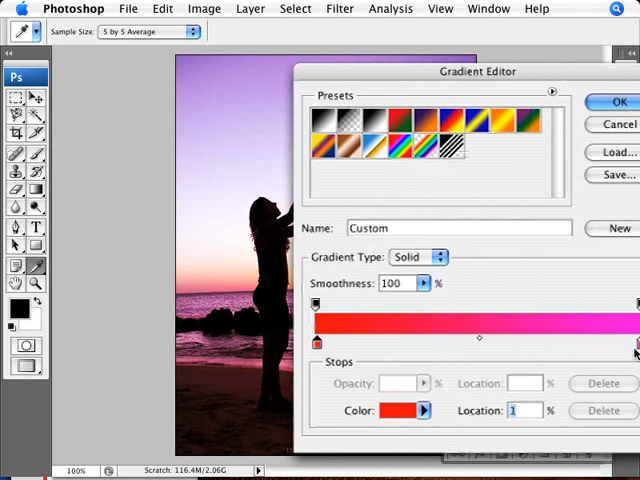 Photoshop File Edit Image Layer Select Filter Analysis View Window Help
Sample Size: 5 by 5 Average
Ps
Gradient Editor
Presets
OK
Cancel
Load...
Save...
Name: Custom
New
Gradient Type: Solid
Smoothness: 100 %
Stops
Opacity: % Location: % Delete
Color: Location: 1 % Delete
100% Scratch: 116.4M/2.06G
T